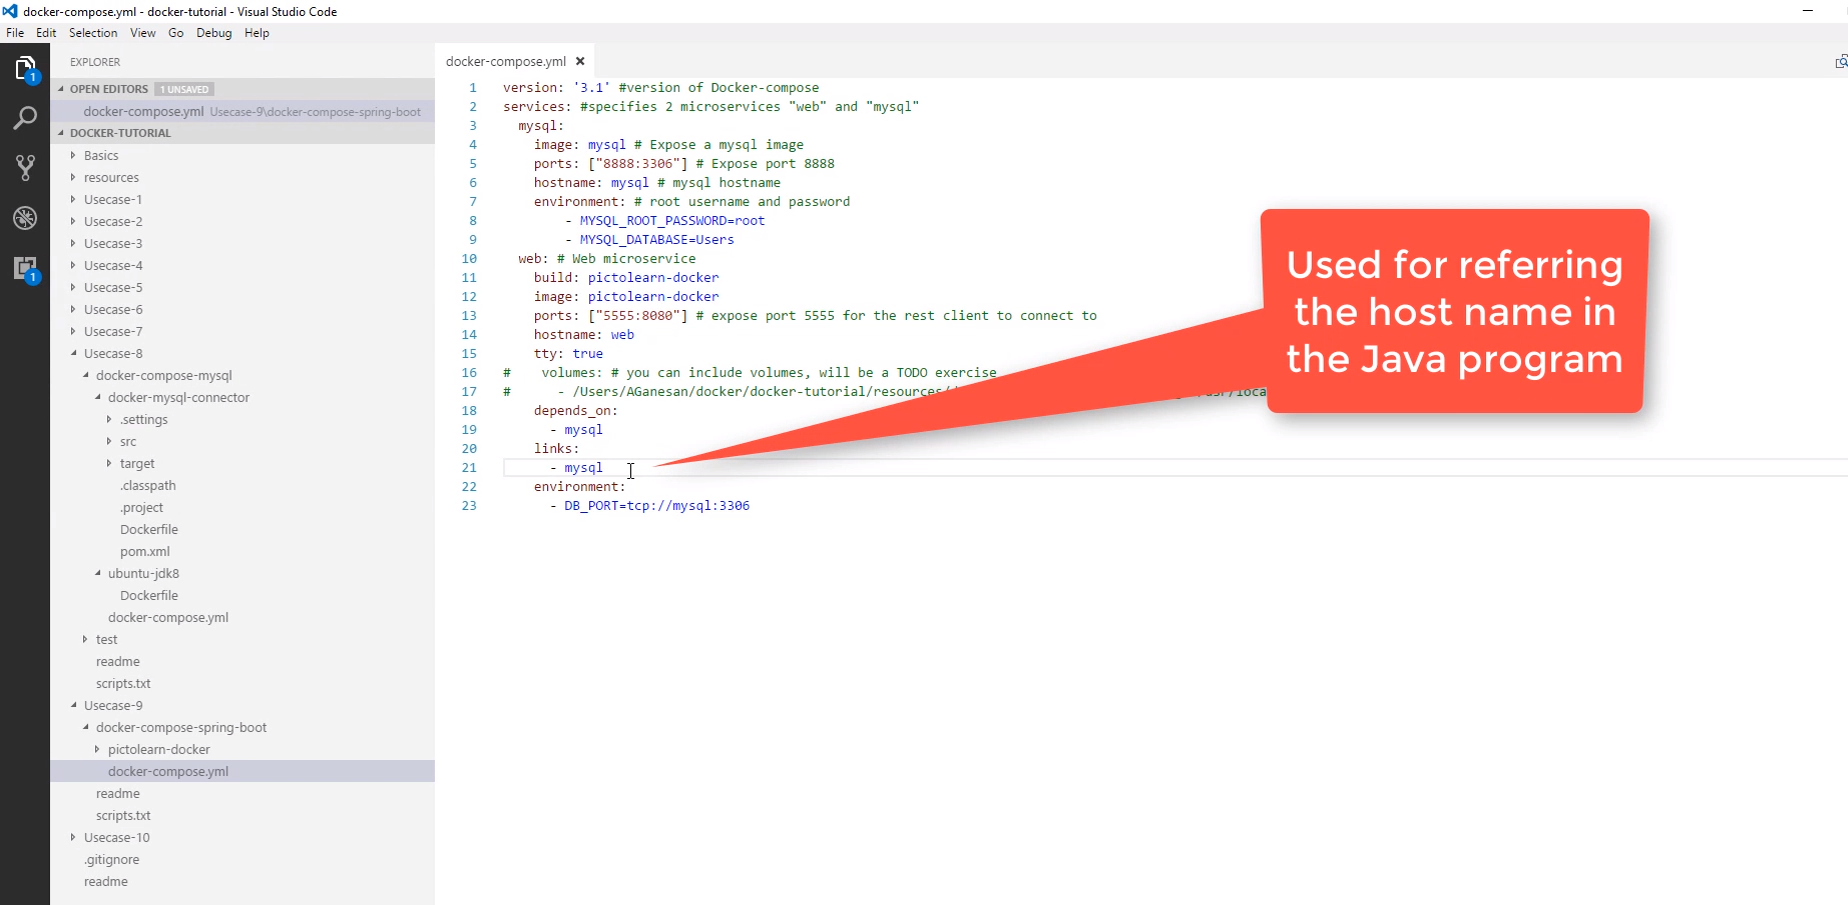 docker-compose.yml - docker-tutorial - Visual Studio Code
File Edit Selection View Go Debug Help
EXPLORER
OPEN EDITORS 1 UNSAVED
docker-compose.yml Usecase-9\docker-compose-spring-boot
DOCKER-TUTORIAL
Basics
resources
Usecase-1
Usecase-2
Usecase-3
Usecase-4
Usecase-5
Usecase-6
Usecase-7
Usecase-8
docker-compose-mysql
docker-mysql-connector
.settings
src
target
.classpath
.project
Dockerfile
pom.xml
ubuntu-jdk8
Dockerfile
docker-compose.yml
test
readme
scripts.txt
Usecase-9
docker-compose-spring-boot
pictolearn-docker
docker-compose.yml
readme
scripts.txt
Usecase-10
.gitignore
readme
1
1
docker-compose.yml ×
1 version: '3.1' #version of Docker-compose
2 services: #specifies 2 microservices "web" and "mysql"
3 mysql:
4 image: mysql # Expose a mysql image
5 ports: ["8888:3306"] # Expose port 8888
6 hostname: mysql # mysql hostname
7 environment: # root username and password
8 - MYSQL_ROOT_PASSWORD=root
9 - MYSQL_DATABASE=Users
10 web: # Web microservice
11 build: pictolearn-docker
12 image: pictolearn-docker
13 ports: ["5555:8080"] # expose port 5555 for the rest client to connect to
14 hostname: web
15 tty: true
16 # volumes: # you can include volumes, will be a TODO exercise
17 # - /Users/AGanesan/docker/docker-tutorial/resources/
18 depends_on:
19 - mysql
20 links:
21 - mysql
22 environment:
23 - DB_PORT=tcp://mysql:3306
Used for referring
the host name in
the Java program